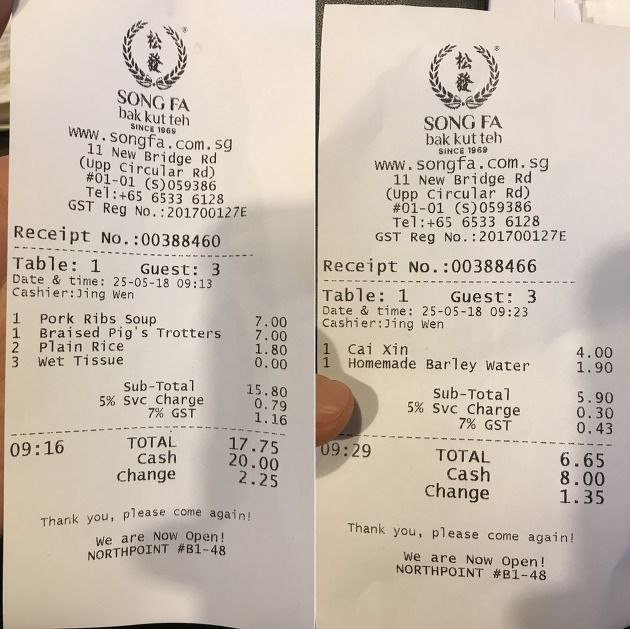 松
發
®
SONG FA
bak kut teh
SINCE 1969
www.songfa.com.sg
11 New Bridge Rd
(Upp Circular Rd)
#01-01 (S)059386
Tel:+65 6533 6128
GST Reg No.:201700127E
Receipt No.:00388460
Table: 1 Guest: 3
Date & time: 25-05-18 09:13
Cashier:Jing Wen
1 Pork Ribs Soup 7.00
1 Braised Pig's Trotters 7.00
2 Plain Rice 1.80
3 Wet Tissue 0.00
Sub-Total 15.80
5% Svc Charge 0.79
7% GST 1.16
09:16 TOTAL 17.75
Cash 20.00
Change 2.25
Thank you, please come again!
We are Now Open!
NORTHPOINT #B1-48
松
發
®
SONG FA
bak kut teh
SINCE 1969
www.songfa.com.sg
11 New Bridge Rd
(Upp Circular Rd)
#01-01 (S)059386
Tel:+65 6533 6128
GST Reg No.:201700127E
Receipt No.:00388466
Table: 1 Guest: 3
Date & time: 25-05-18 09:23
Cashier:Jing Wen
1 Cai Xin 4.00
1 Homemade Barley Water 1.90
Sub-Total 5.90
5% Svc Charge 0.30
7% GST 0.43
09:29 TOTAL 6.65
Cash 8.00
Change 1.35
Thank you, please come again!
We are Now Open!
NORTHPOINT #B1-48